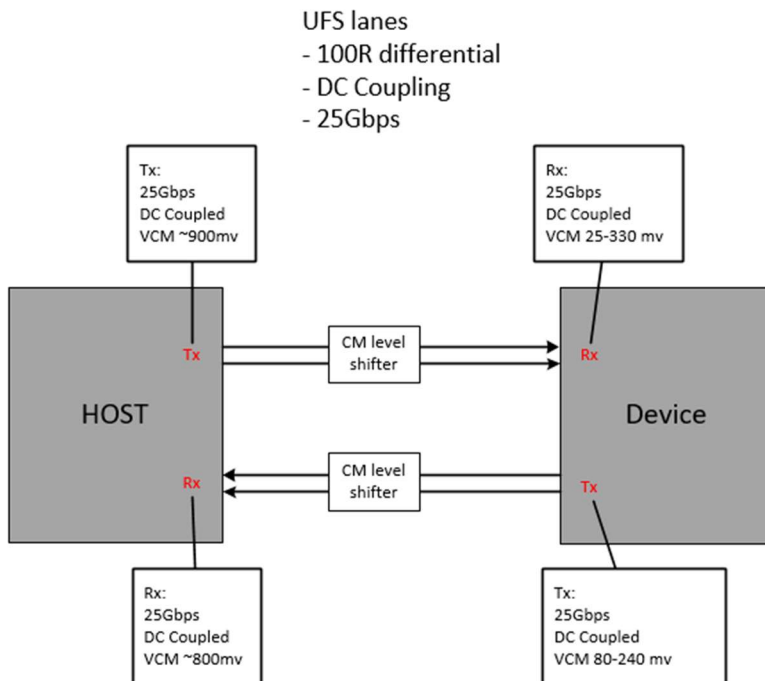 UFS lanes
- 100R differential
- DC Coupling
- 25Gbps
Tx:
25Gbps
DC Coupled
VCM ~900mv
Rx:
25Gbps
DC Coupled
VCM 25-330 mv
HOST
Tx
CM level
shifter
Rx
Device
Rx
CM level
shifter
Tx
Rx:
25Gbps
DC Coupled
VCM ~800mv
Tx:
25Gbps
DC Coupled
VCM 80-240 mv